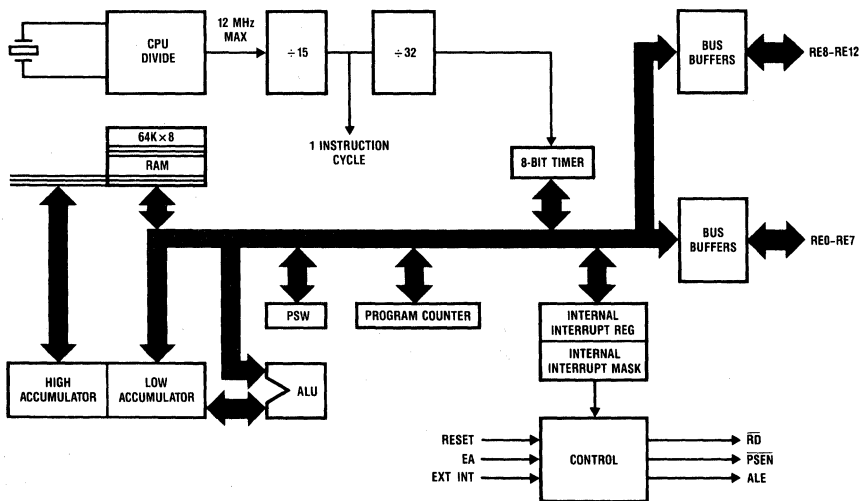 CPU
DIVIDE
12 MHz
MAX
÷15
÷32
BUS
BUFFERS
RE8–RE12
1 INSTRUCTION
CYCLE
64K × 8
RAM
8-BIT TIMER
BUS
BUFFERS
RE0–RE7
PSW
PROGRAM COUNTER
INTERNAL
INTERRUPT REG
INTERNAL
INTERRUPT MASK
HIGH
ACCUMULATOR
LOW
ACCUMULATOR
ALU
RESET
EA
EXT INT
CONTROL
R̅D̅
P̅S̅E̅N̅
ALE